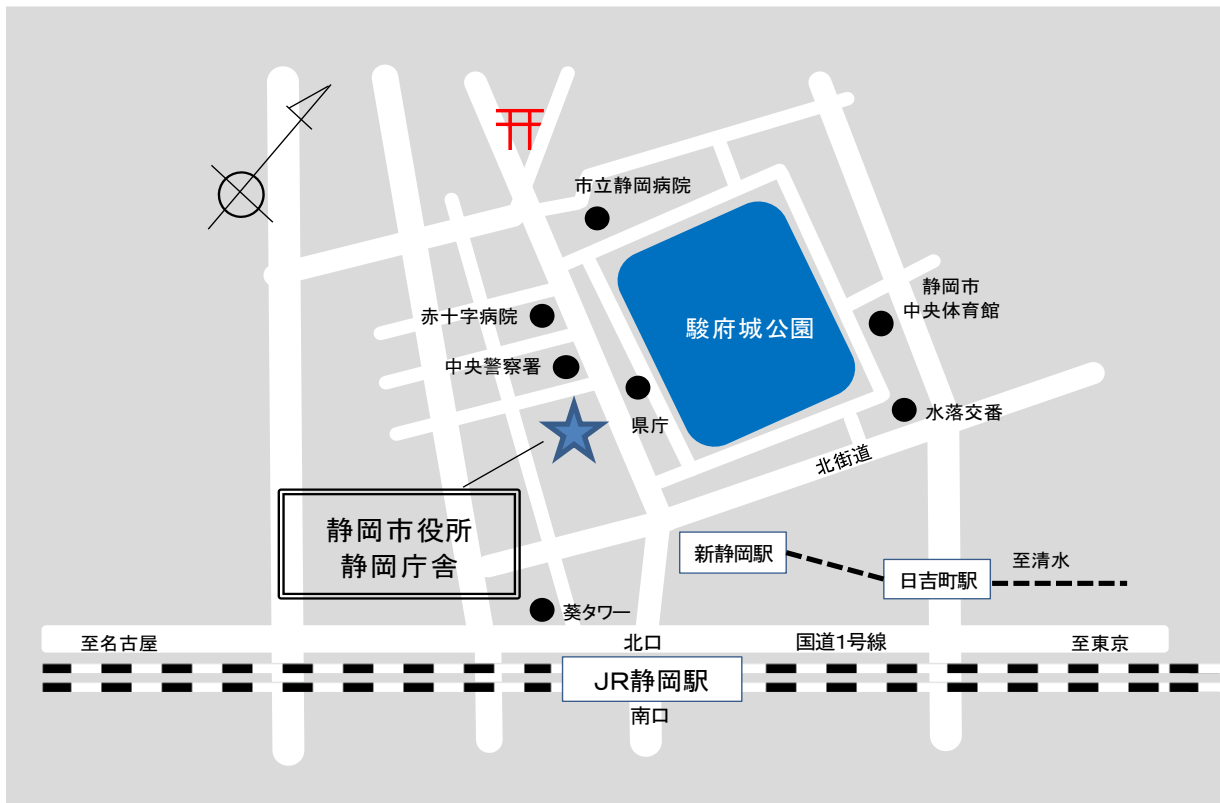 市立静岡病院
静岡市
中央体育館
赤十字病院
駿府城公園
中央警察署
県庁
水落交番
北街道
静岡市役所
静岡庁舎
新静岡駅
至清水
日吉町駅
葵タワー
至名古屋
北口
国道1号線
至東京
JR静岡駅
南口